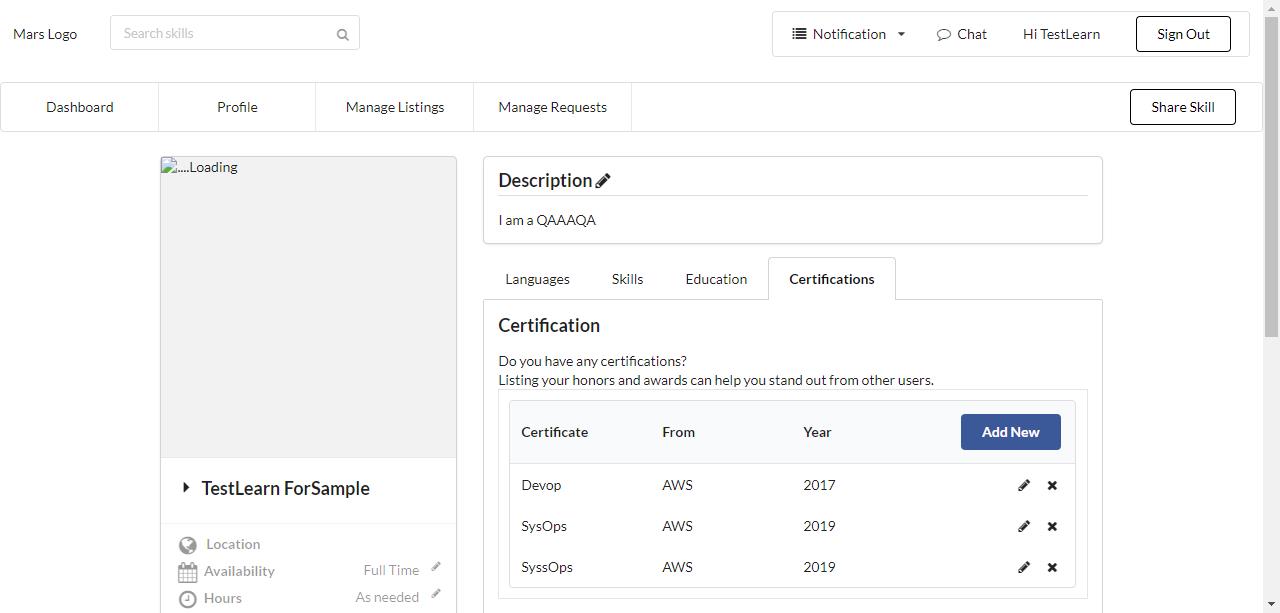 Mars Logo
Search skills
Notification
Chat
Hi TestLearn
Sign Out
Dashboard
Profile
Manage Listings
Manage Requests
Share Skill
....Loading
TestLearn ForSample
Location
Availability Full Time
Hours As needed
Description
I am a QAAAQA
Languages
Skills
Education
Certifications
Certification
Do you have any certifications?
Listing your honors and awards can help you stand out from other users.
Certificate From Year Add New
Devop AWS 2017
SysOps AWS 2019
SyssOps AWS 2019